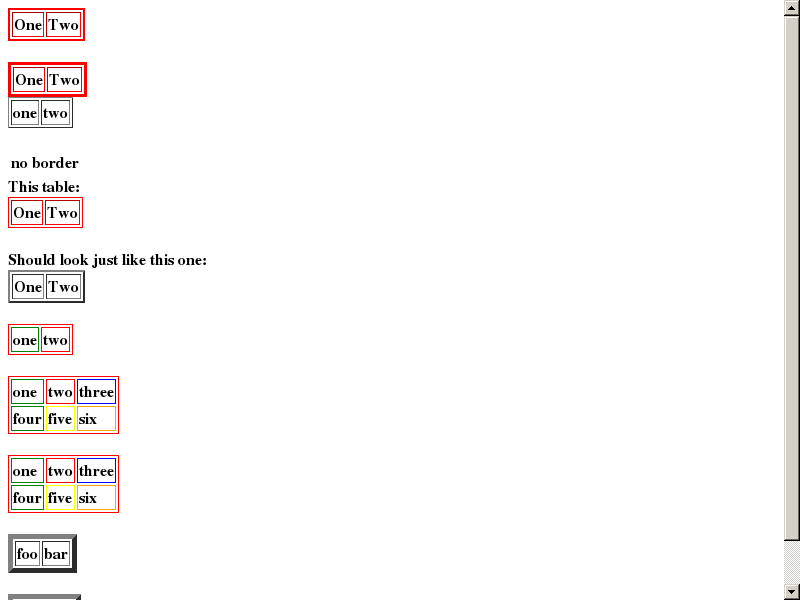 One Two
One Two
one two
no border
This table:
One Two
Should look just like this one:
One Two
one two
one two three
four five six
one two three
four five six
foo bar